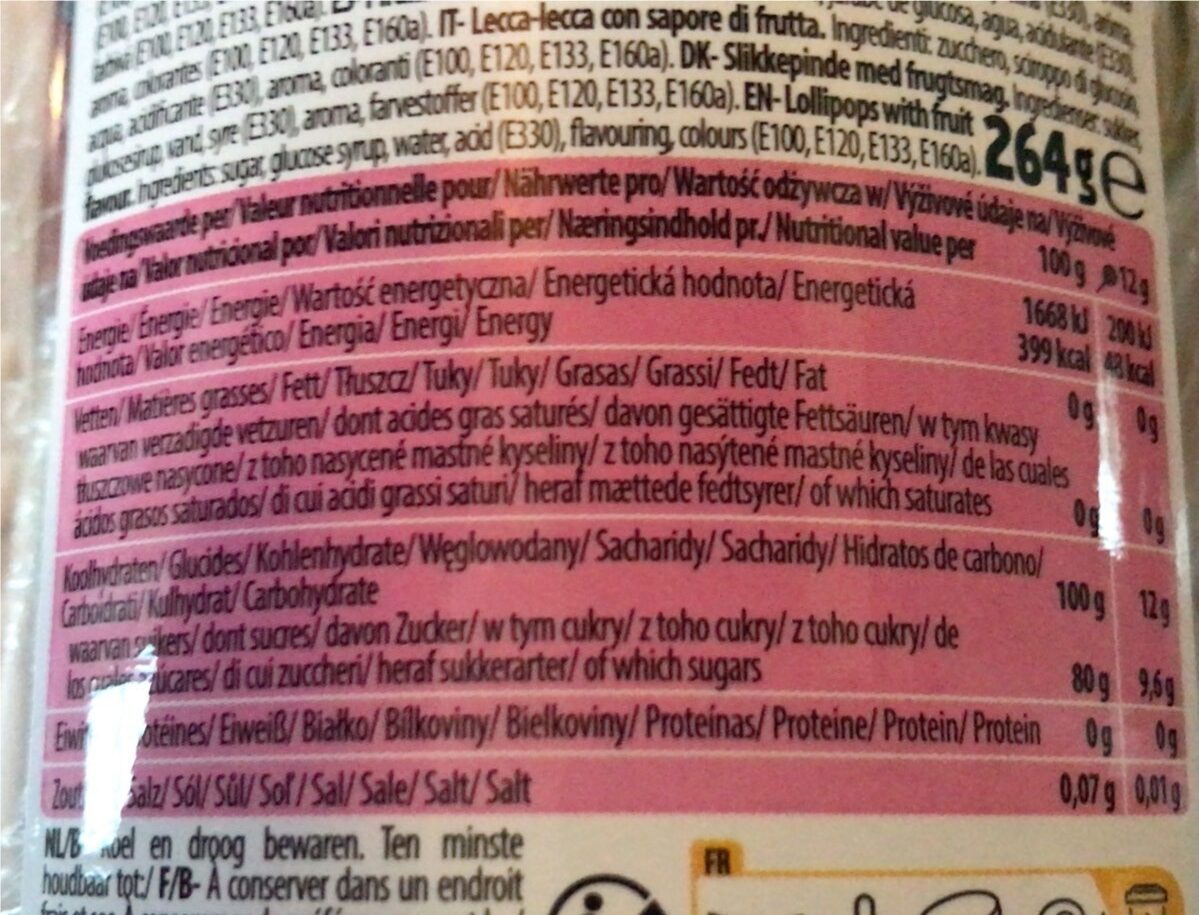 amma, colorantes (E100, E120, E133, E160a). IT- Lecca-lecca con sapore di frutta. Ingredienti: zucchero, sciroppo di glucosio,
acqua, acidificante (E330), aroma, coloranti (E100, E120, E133, E160a). DK- Slikkepinde med frugtsmag. Ingredienser: sukker,
glukosesirup, vand, syre (E330), aroma, farvestoffer (E100, E120, E133, E160a). EN- Lollipops with fruit
flavour. Ingredients: sugar, glucose syrup, water, acid (E330), flavouring, colours (E100, E120, E133, E160a).
264g e
Voedingswaarde per/ Valeur nutritionnelle pour/ Nährwerte pro/ Wartość odżywcza w/ Výživové údaje na/ Výživové
údaje na/ Valor nutricional por/ Valori nutrizionali per/ Næringsindhold pr./ Nutritional value per 100 g 12 g
Energie/ Énergie/ Energie/ Wartość energetyczna/ Energetická hodnota/ Energetická 1668 kJ 200 kJ
hodnota/ Valor energético/ Energia/ Energi/ Energy 399 kcal 48 kcal
Vetten/ Matières grasses/ Fett/ Tłuszcz/ Tuky/ Tuky/ Grasas/ Grassi/ Fedt/ Fat 0 g 0 g
waarvan verzadigde vetzuren/ dont acides gras saturés/ davon gesättigte Fettsäuren/ w tym kwasy
tłuszczowe nasycone/ z toho nasycené mastné kyseliny/ z toho nasýtené mastné kyseliny/ de las cuales
ácidos grasos saturados/ di cui acidi grassi saturi/ heraf mættede fedtsyrer/ of which saturates 0 g 0 g
Koolhydraten/ Glucides/ Kohlenhydrate/ Węglowodany/ Sacharidy/ Sacharidy/ Hidratos de carbono/
Carboidrati/ Kulhydrat/ Carbohydrate 100 g 12 g
waarvan suikers/ dont sucres/ davon Zucker/ w tym cukry/ z toho cukry/ z toho cukry/ de
los cuales azúcares/ di cui zuccheri/ heraf sukkerarter/ of which sugars 80 g 9,6 g
Protéines/ Eiweiß/ Białko/ Bílkoviny/ Bielkoviny/ Proteínas/ Proteine/ Protein/ Protein 0 g 0 g
Zout Salz/ Sól/ Sůl/ Soľ/ Sal/ Sale/ Salt/ Salt 0,07 g 0,01 g
NL/B- Koel en droog bewaren. Ten minste
houdbaar tot:/ F/B- À conserver dans un endroit
FR